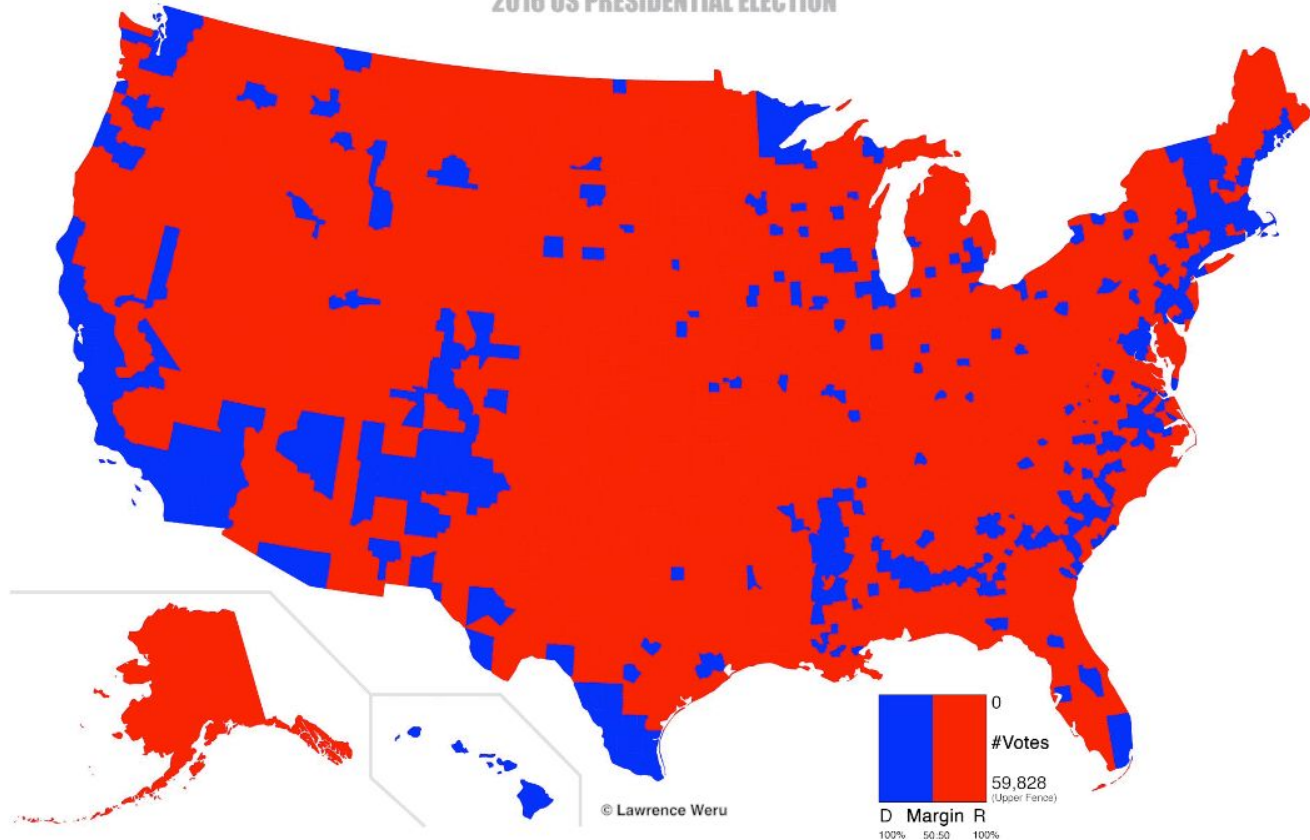 2016 US PRESIDENTIAL ELECTION
0
#Votes
59,828
(Upper Fence)
D Margin R
100% 50:50 100%
© Lawrence Weru